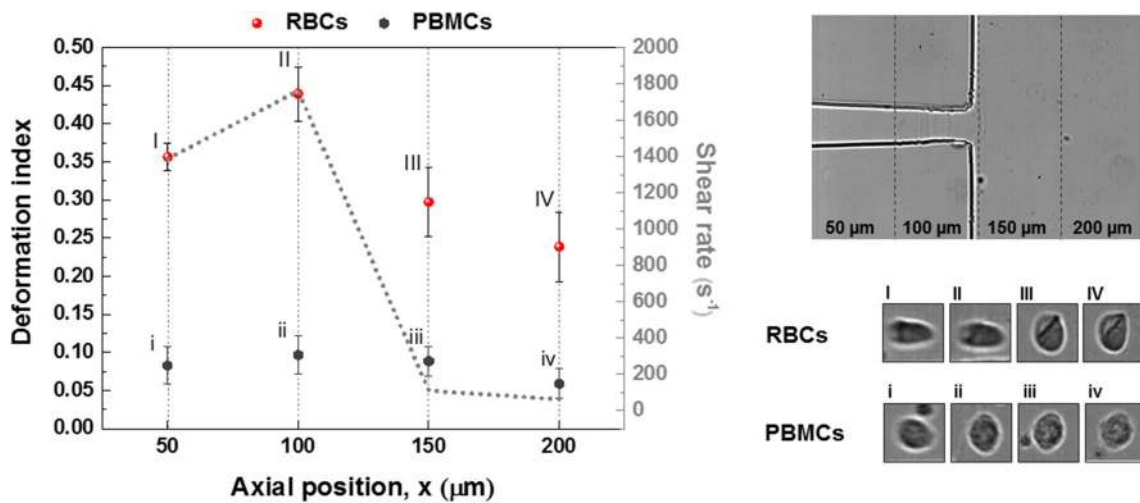 RBCs PBMCs
0.50
0.45
0.40
0.35
0.30
0.25
0.20
0.15
0.10
0.05
0.00
Deformation index
I
II
III
IV
i
ii
iii
iv
50 100 150 200
Axial position, x (μm)
2000
1800
1600
1400
1200
1000
800
600
400
200
0
Shear rate (s⁻¹)
50 μm 100 μm 150 μm 200 μm
I II III IV
RBCs
i ii iii iv
PBMCs